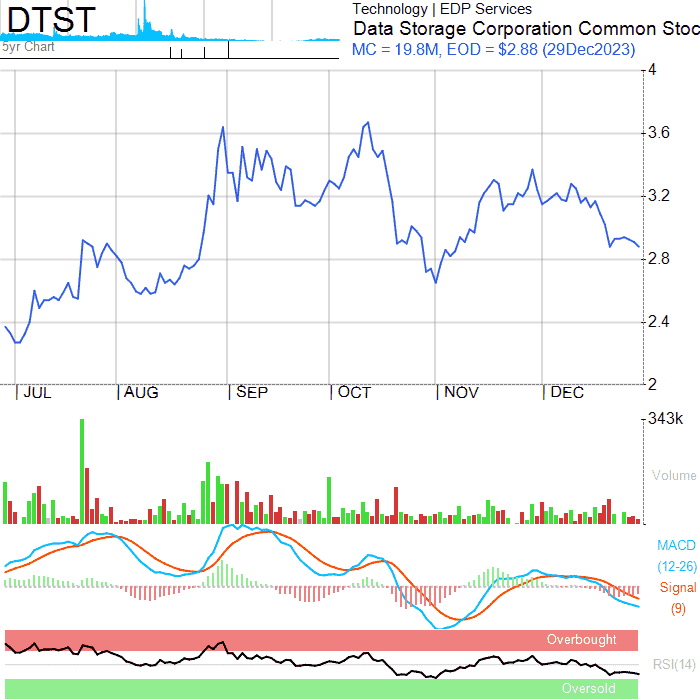 DTST
5yr Chart
Technology | EDP Services
Data Storage Corporation Common Stoc
MC = 19.8M, EOD = $2.88 (29Dec2023)
4
3.6
3.2
2.8
2.4
2
JUL AUG SEP OCT NOV DEC
343k
Volume
MACD
(12-26)
Signal
(9)
Overbought
RSI(14)
Oversold